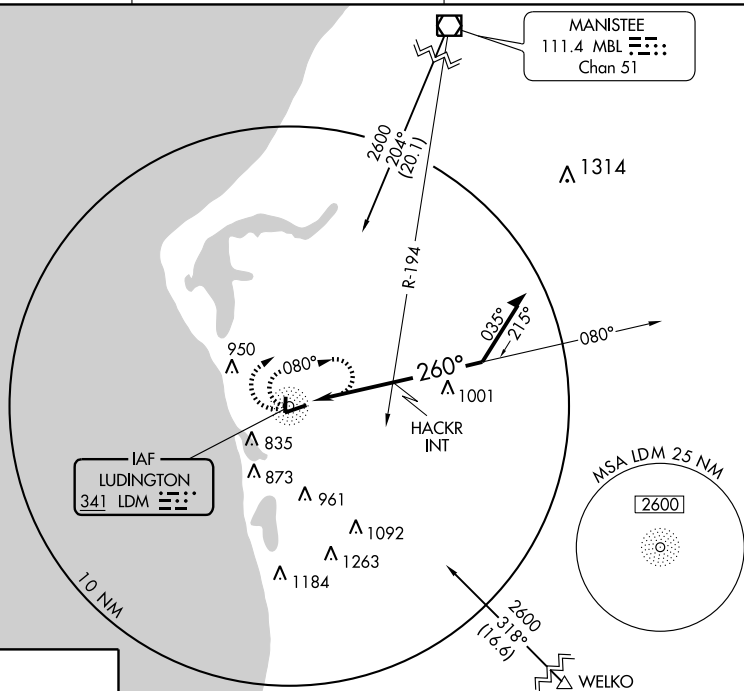 MANISTEE
111.4 MBL
Chan 51
2600
204°
(20.1)
1314
R-194
035°
215°
080°
950
080°
260°
1001
HACKR
INT
IAF
LUDINGTON
341 LDM
835
873
961
1092
1263
1184
MSA LDM 25 NM
2600
10 NM
2600
318°
(16.6)
WELKO